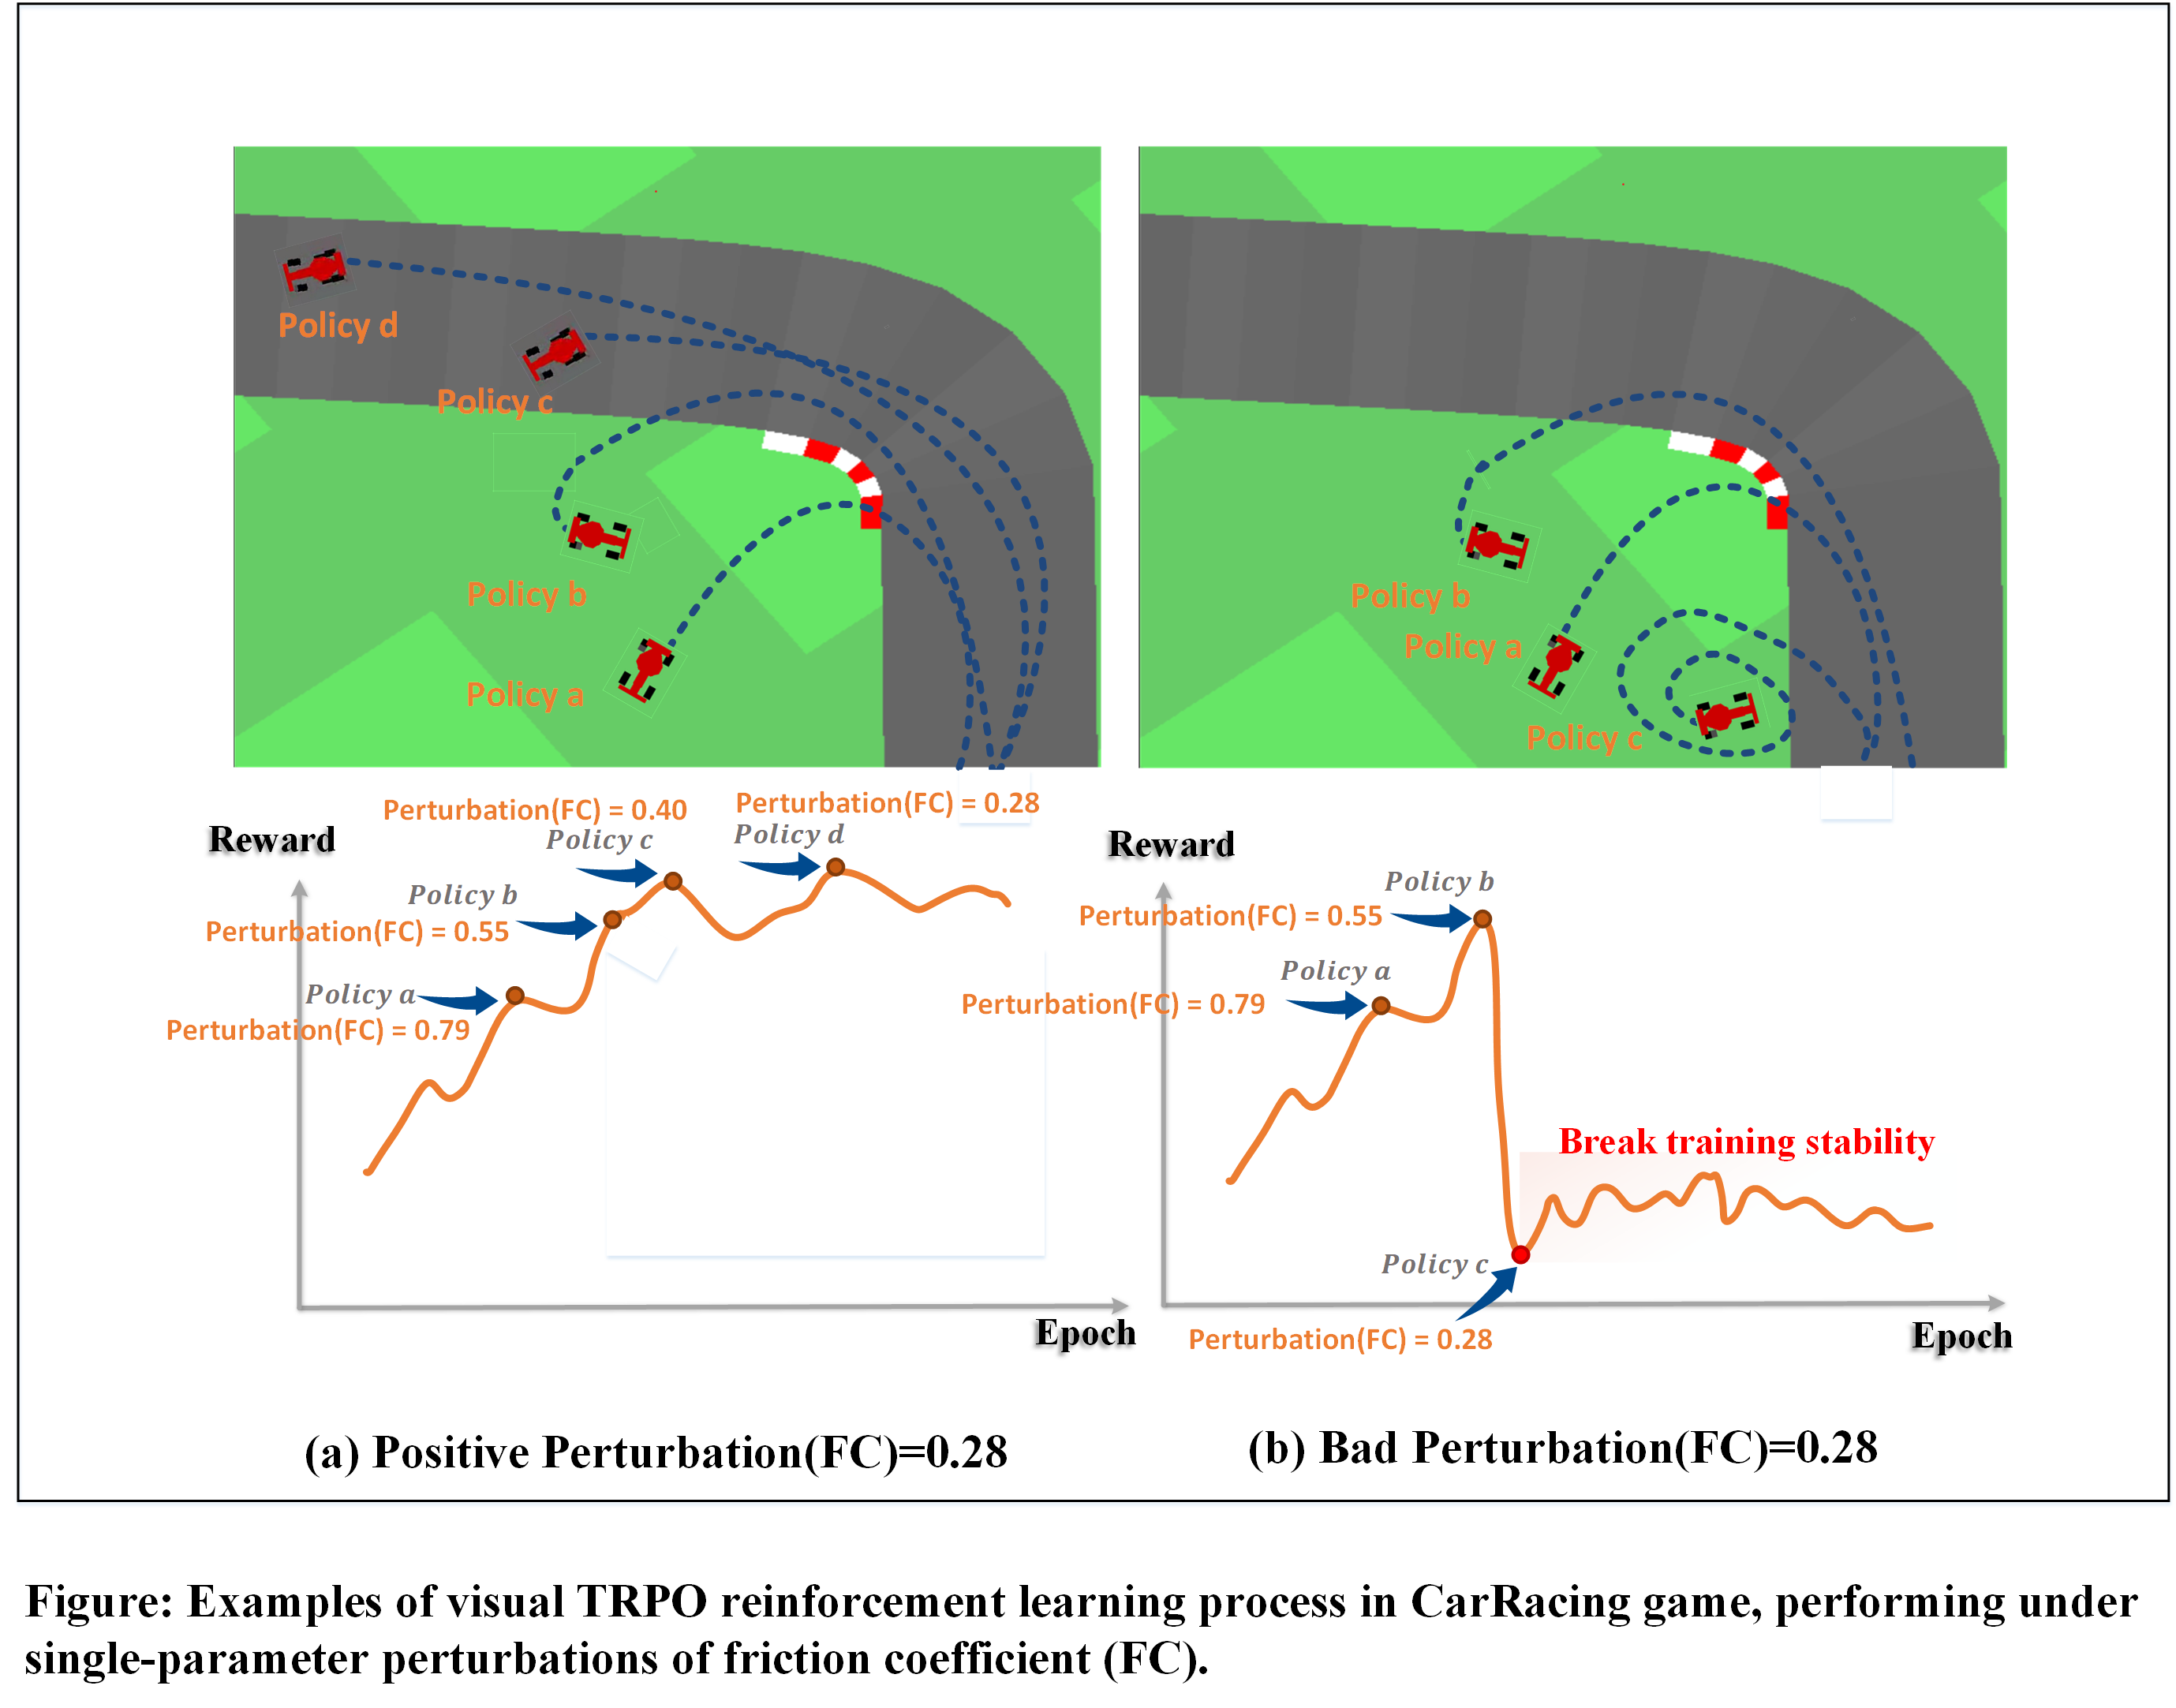 Policy d
Policy c
Policy b
Policy a
Policy b
Policy a
Policy c
Perturbation(FC) = 0.40
Perturbation(FC) = 0.28
Reward
Policy c
Policy d
Policy b
Perturbation(FC) = 0.55
Policy a
Perturbation(FC) = 0.79
Epoch
Reward
Policy b
Perturbation(FC) = 0.55
Policy a
Perturbation(FC) = 0.79
Break training stability
Policy c
Perturbation(FC) = 0.28
Epoch
(a) Positive Perturbation(FC)=0.28
(b) Bad Perturbation(FC)=0.28
Figure: Examples of visual TRPO reinforcement learning process in CarRacing game, performing under
single-parameter perturbations of friction coefficient (FC).